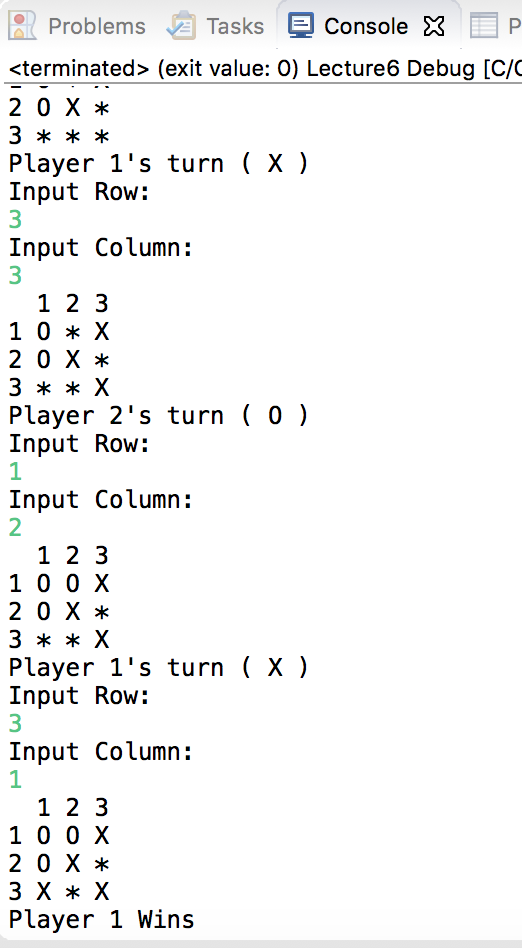 Problems Tasks Console
<terminated> (exit value: 0) Lecture6 Debug [C/C
2 O X *
3 * * *
Player 1's turn ( X )
Input Row:
3
Input Column:
3
1 2 3
1 O * X
2 O X *
3 * * X
Player 2's turn ( O )
Input Row:
1
Input Column:
2
1 2 3
1 O O X
2 O X *
3 * * X
Player 1's turn ( X )
Input Row:
3
Input Column:
1
1 2 3
1 O O X
2 O X *
3 X * X
Player 1 Wins